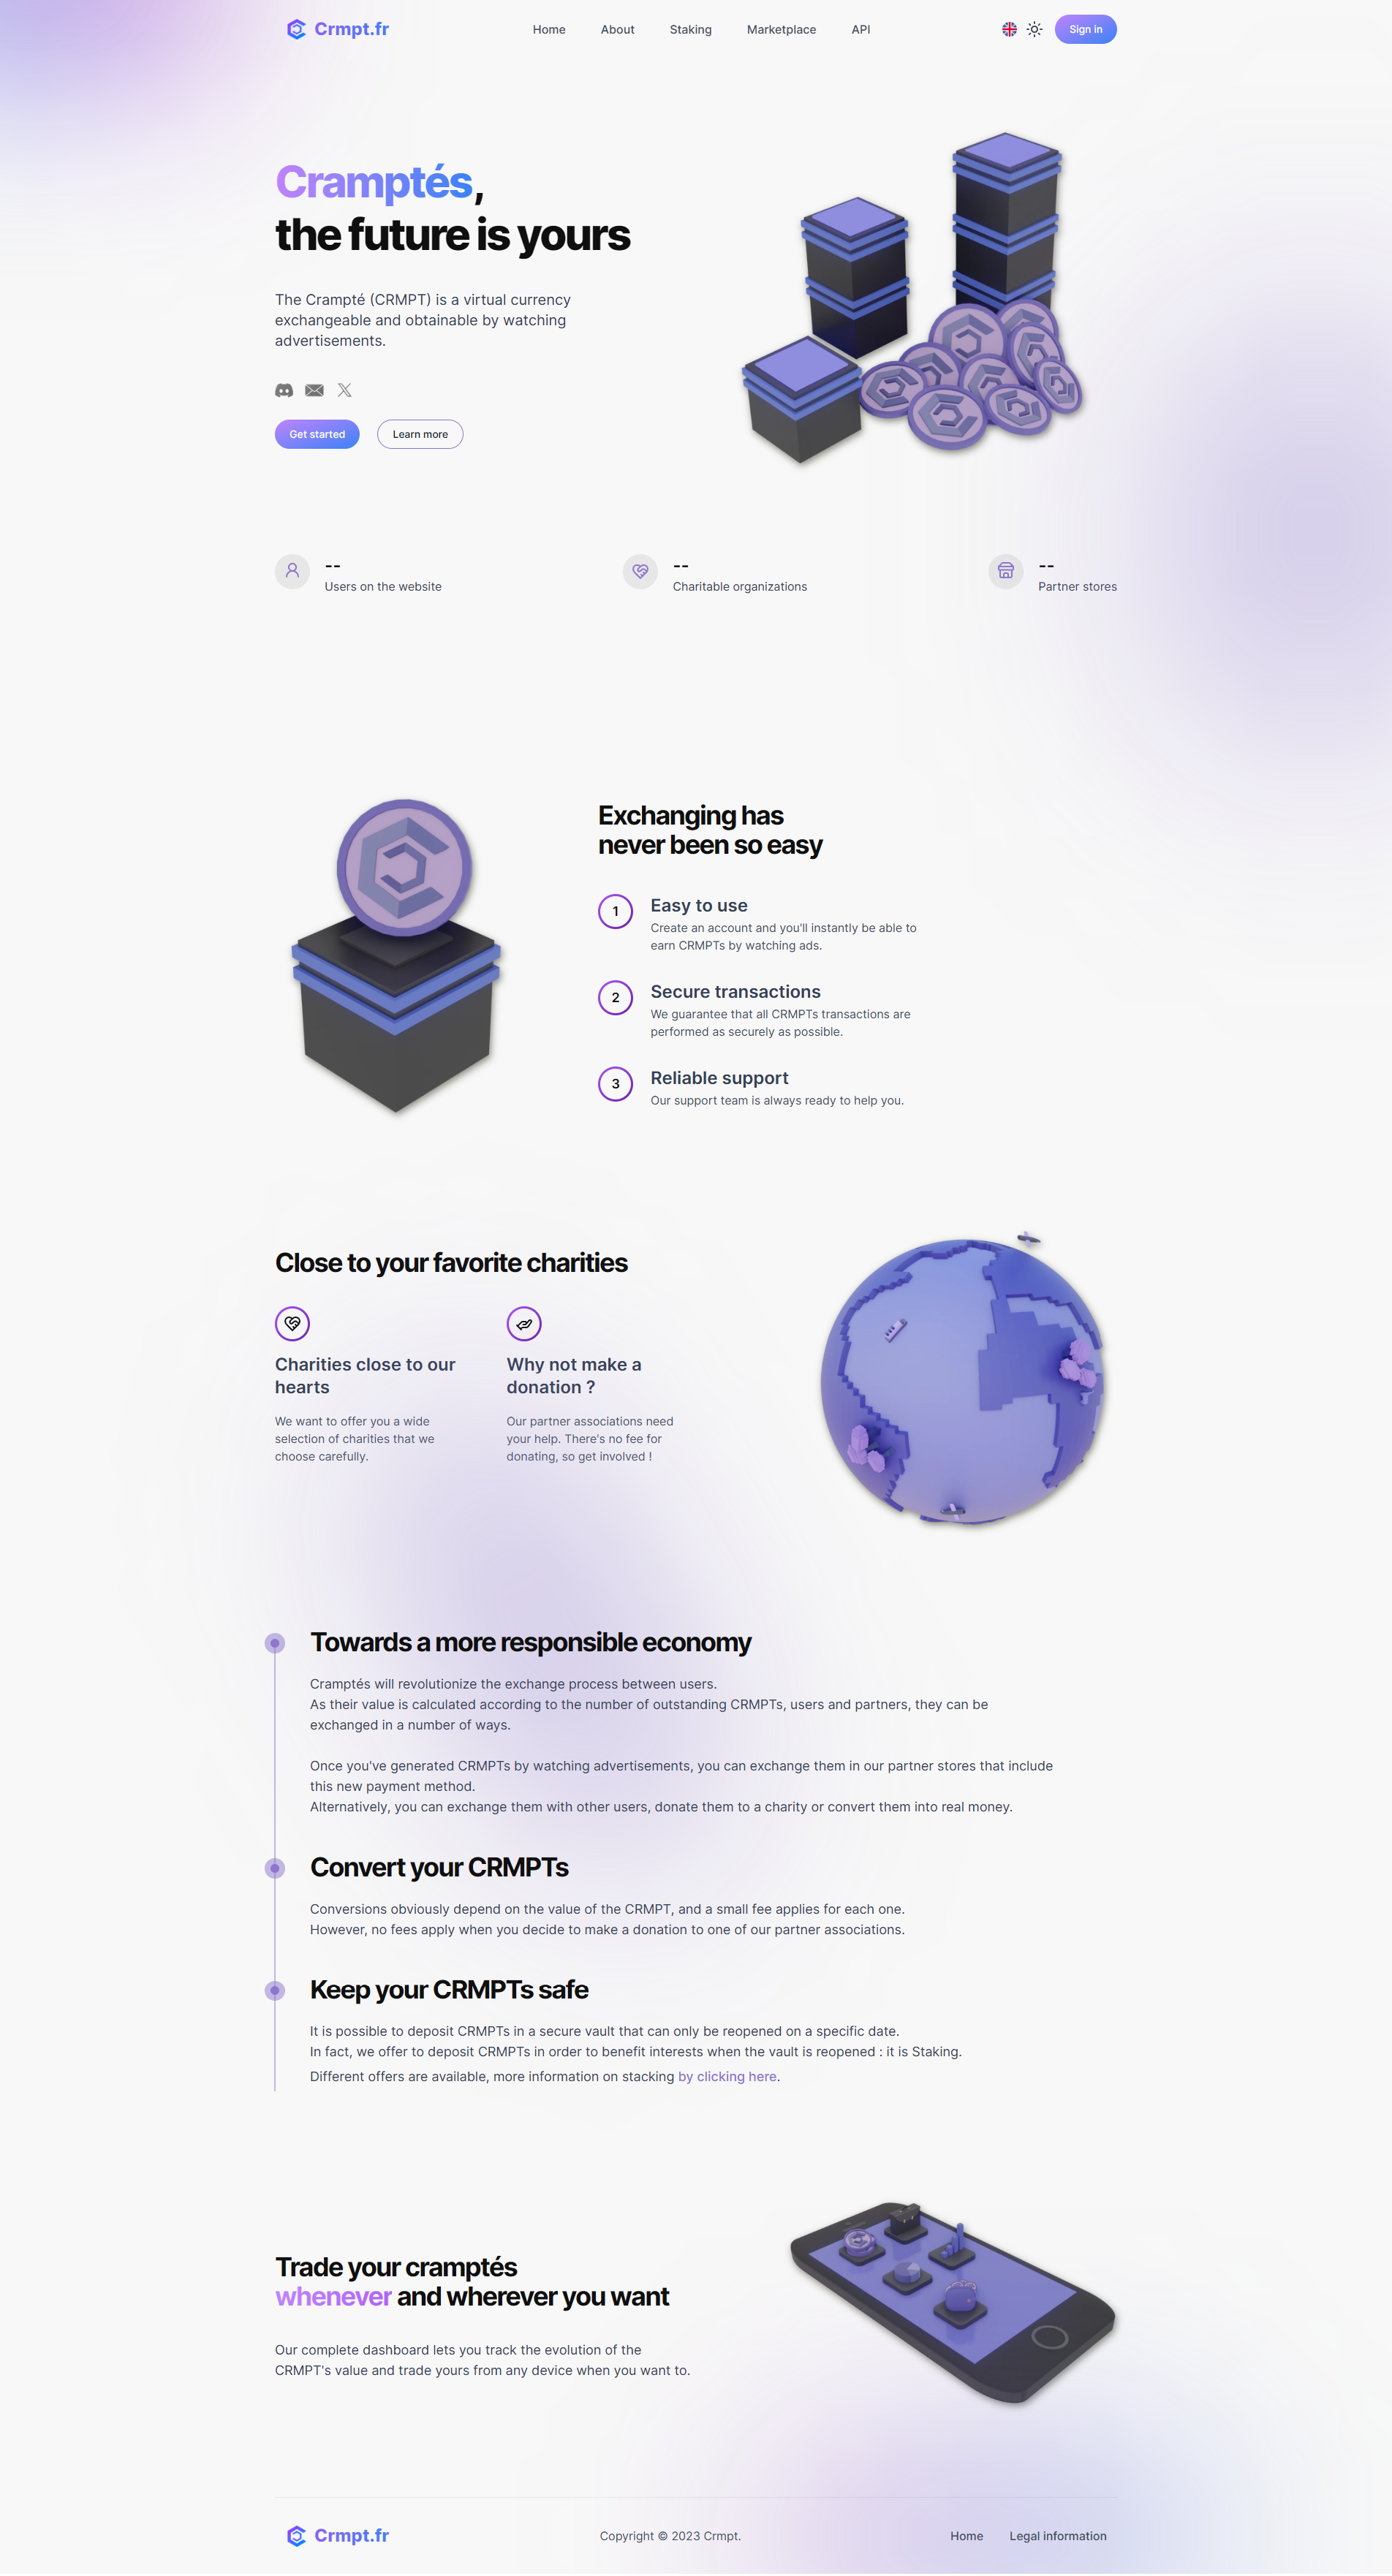 Crmpt.fr
Home
About
Staking
Marketplace
API
Sign in
Cramptés,
the future is yours
The Crampté (CRMPT) is a virtual currency
exchangeable and obtainable by watching
advertisements.
Get started
Learn more
--
Users on the website
--
Charitable organizations
--
Partner stores
Exchanging has
never been so easy
1
Easy to use
Create an account and you'll instantly be able to
earn CRMPTs by watching ads.
2
Secure transactions
We guarantee that all CRMPTs transactions are
performed as securely as possible.
3
Reliable support
Our support team is always ready to help you.
Close to your favorite charities
Charities close to our
hearts
We want to offer you a wide
selection of charities that we
choose carefully.
Why not make a
donation ?
Our partner associations need
your help. There's no fee for
donating, so get involved !
Towards a more responsible economy
Cramptés will revolutionize the exchange process between users.
As their value is calculated according to the number of outstanding CRMPTs, users and partners, they can be
exchanged in a number of ways.
Once you've generated CRMPTs by watching advertisements, you can exchange them in our partner stores that include
this new payment method.
Alternatively, you can exchange them with other users, donate them to a charity or convert them into real money.
Convert your CRMPTs
Conversions obviously depend on the value of the CRMPT, and a small fee applies for each one.
However, no fees apply when you decide to make a donation to one of our partner associations.
Keep your CRMPTs safe
It is possible to deposit CRMPTs in a secure vault that can only be reopened on a specific date.
In fact, we offer to deposit CRMPTs in order to benefit interests when the vault is reopened : it is Staking.
Different offers are available, more information on stacking by clicking here.
Trade your cramptés
whenever and wherever you want
Our complete dashboard lets you track the evolution of the
CRMPT's value and trade yours from any device when you want to.
Crmpt.fr
Copyright © 2023 Crmpt.
Home
Legal information